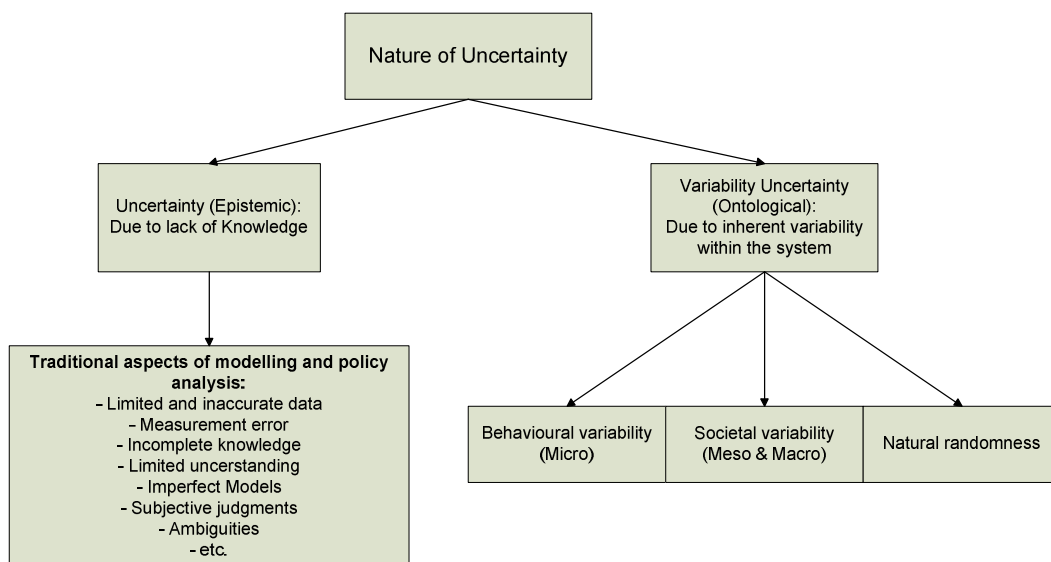 Nature of Uncertainty
Uncertainty (Epistemic):
Due to lack of Knowledge
Variability Uncertainty
(Ontological):
Due to inherent variability
within the system
Traditional aspects of modelling and policy
analysis:
- Limited and inaccurate data
- Measurement error
- Incomplete knowledge
- Limited uncerstanding
- Imperfect Models
- Subjective judgments
- Ambiguities
- etc.
Behavioural variability
(Micro)
Societal variability
(Meso & Macro)
Natural randomness